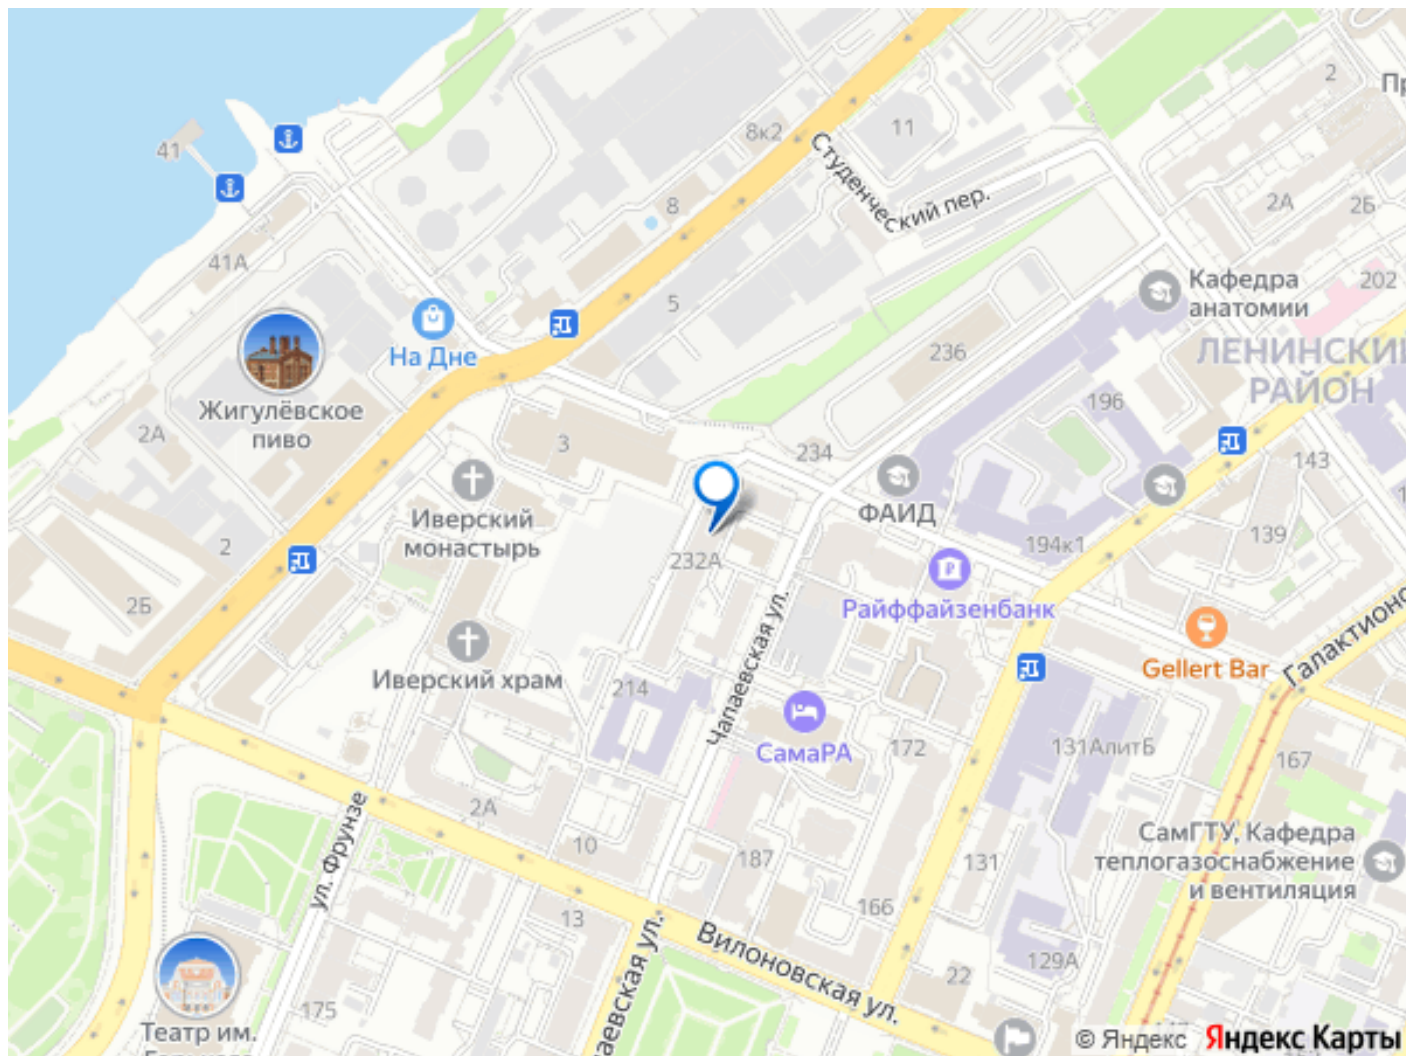 2
Пр
8к2
11
41
Студенческий пер.
8
2А
2Б
41А
Кафедра
анатомии
202
5
ЛЕНИНСКИЙ
РАЙОН
На Дне
236
Жигулёвское
пиво
196
2А
3
234
143
Иверский
монастырь
ФАИД
139
2
232А
194к1
2Б
Райффайзенбанк
Чапаевская ул.
Gellert Bar
Галактионо
Иверский храм
214
СамаРА
172
131АлитБ
167
2А
ул. Фрунзе
СамГТУ, Кафедра
теплогазоснабжение
и вентиляция
10
187
131
13
166
Вилоновская ул.
аевская ул.
22
129А
175
Театр им.
© Яндекс Яндекс Карты